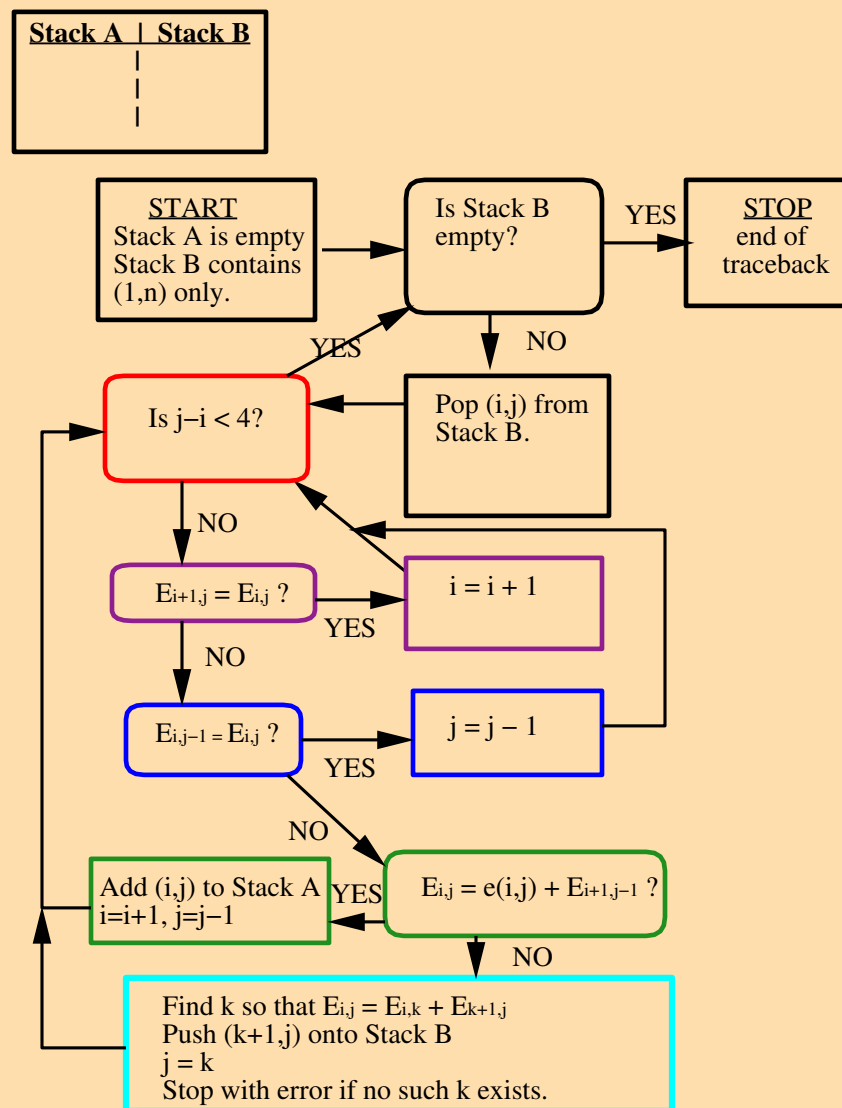 Stack A | Stack B
START
Stack A is empty
Stack B contains
(1,n) only.
Is Stack B
empty?
YES
STOP
end of
traceback
NO
YES
Pop (i,j) from
Stack B.
Is j−i < 4?
NO
Ei+1,j = Ei,j ?
YES
i = i + 1
NO
Ei,j−1 = Ei,j ?
YES
j = j − 1
NO
Add (i,j) to Stack A
i=i+1, j=j−1
YES
Ei,j = e(i,j) + Ei+1,j−1 ?
NO
Find k so that Ei,j = Ei,k + Ek+1,j
Push (k+1,j) onto Stack B
j = k
Stop with error if no such k exists.